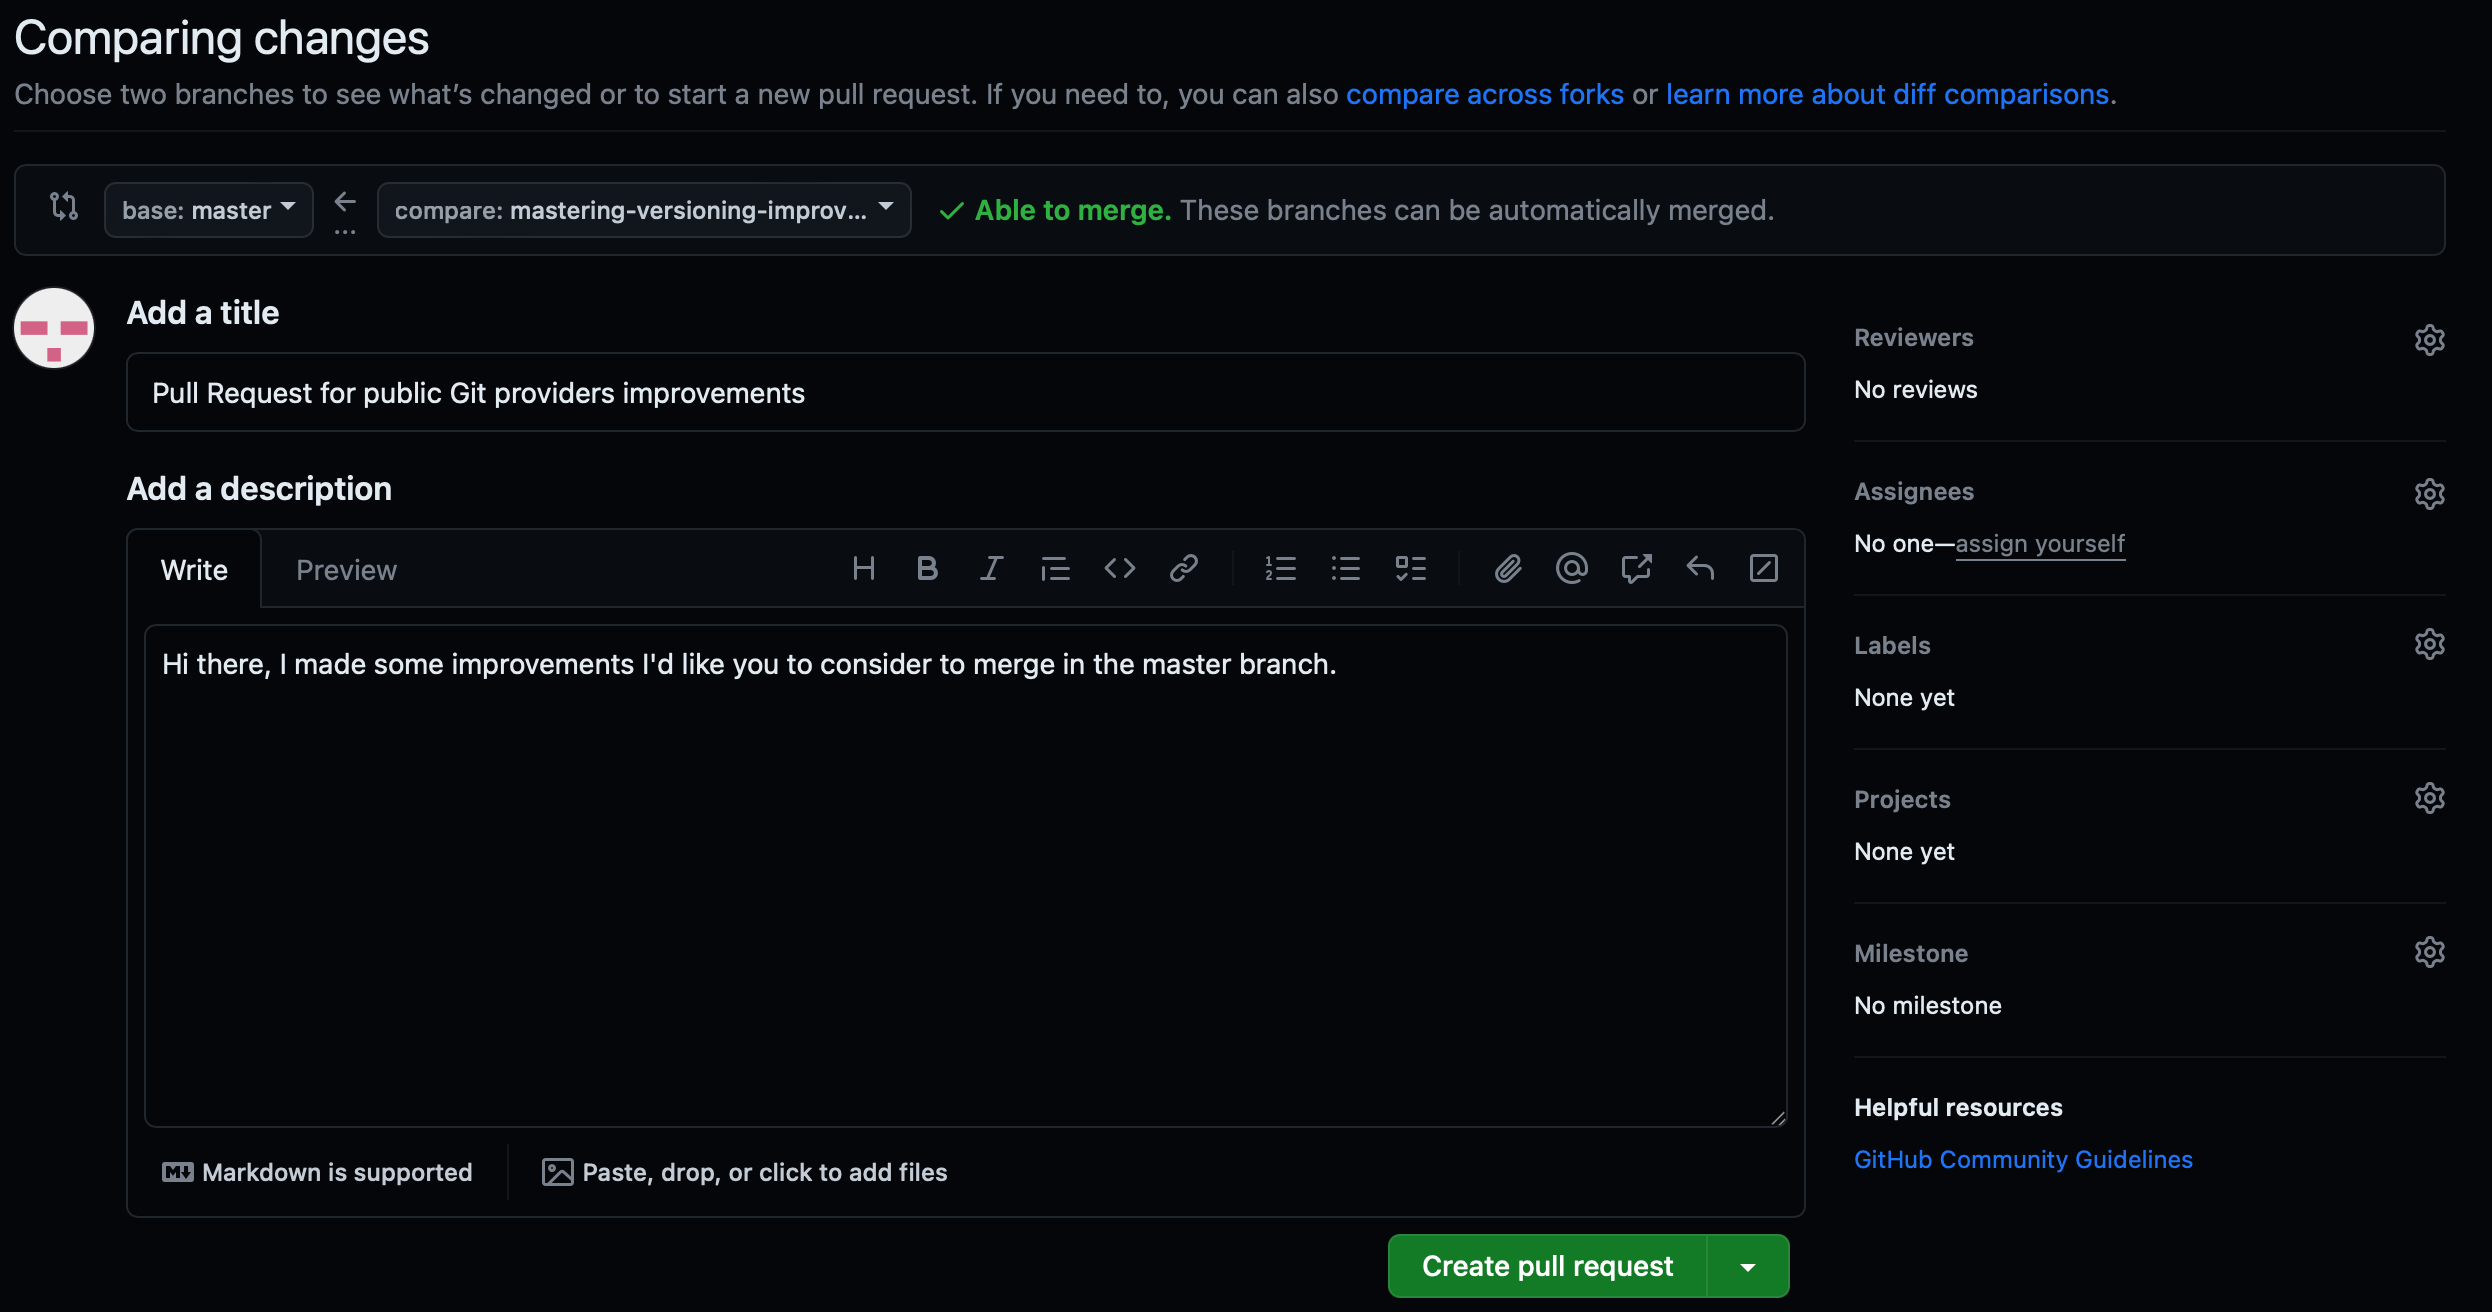 Comparing changes
Choose two branches to see what’s changed or to start a new pull request. If you need to, you can also compare across forks or learn more about diff comparisons.
base: master
compare: mastering-versioning-improv...
Able to merge. These branches can be automatically merged.
Add a title
Pull Request for public Git providers improvements
Add a description
Write
Preview
Hi there, I made some improvements I'd like you to consider to merge in the master branch.
Markdown is supported
Paste, drop, or click to add files
Create pull request
Reviewers
No reviews
Assignees
No one—assign yourself
Labels
None yet
Projects
None yet
Milestone
No milestone
Helpful resources
GitHub Community Guidelines